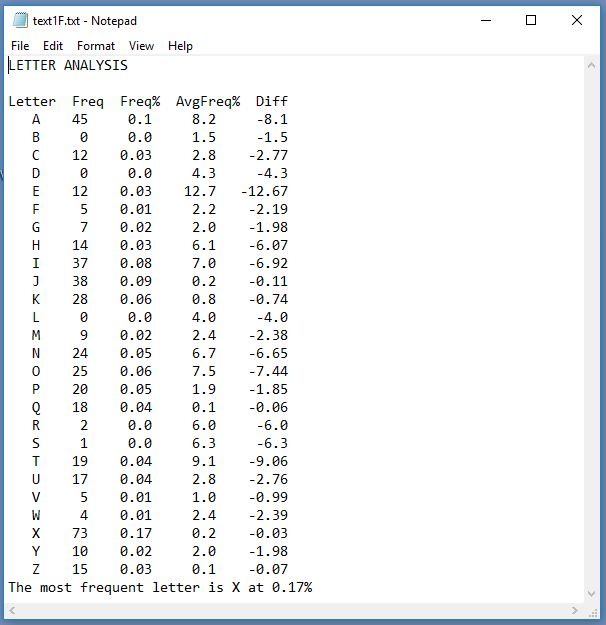 text1F.txt - Notepad
File Edit Format View Help
LETTER ANALYSIS
Letter Freq Freq% AvgFreq% Diff
A 45 0.1 8.2 -8.1
B 0 0.0 1.5 -1.5
C 12 0.03 2.8 -2.77
D 0 0.0 4.3 -4.3
E 12 0.03 12.7 -12.67
F 5 0.01 2.2 -2.19
G 7 0.02 2.0 -1.98
H 14 0.03 6.1 -6.07
I 37 0.08 7.0 -6.92
J 38 0.09 0.2 -0.11
K 28 0.06 0.8 -0.74
L 0 0.0 4.0 -4.0
M 9 0.02 2.4 -2.38
N 24 0.05 6.7 -6.65
O 25 0.06 7.5 -7.44
P 20 0.05 1.9 -1.85
Q 18 0.04 0.1 -0.06
R 2 0.0 6.0 -6.0
S 1 0.0 6.3 -6.3
T 19 0.04 9.1 -9.06
U 17 0.04 2.8 -2.76
V 5 0.01 1.0 -0.99
W 4 0.01 2.4 -2.39
X 73 0.17 0.2 -0.03
Y 10 0.02 2.0 -1.98
Z 15 0.03 0.1 -0.07
The most frequent letter is X at 0.17%